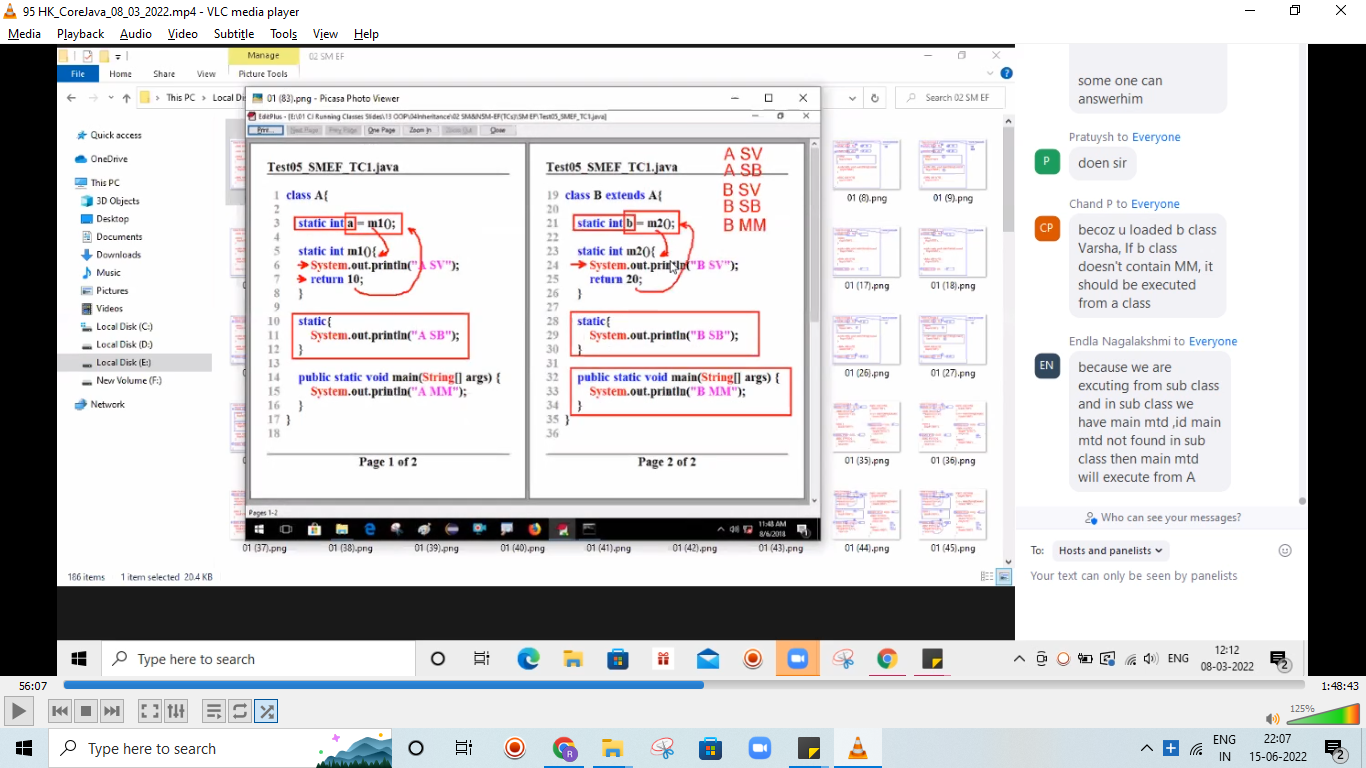 95 HK_CoreJava_08_03_2022.mp4 - VLC media player
Media Playback Audio Video Subtitle Tools View Help
Manage
02 SM EF
File Home Share View Picture Tools
This PC > Local Di
Search 02 SM EF
Quick access
OneDrive
This PC
3D Objects
Desktop
Documents
Downloads
Music
Pictures
Videos
Local Disk (C:)
Local Disk (D:)
Local Disk (E:)
New Volume (F:)
Network
01 (83).png - Picasa Photo Viewer
EditPlus - [E:\01 CJ Running Classes Slides\13 OOP\04Inheritance\02 SM&NSM-EF(TCs)\SM EF\Test05_SMEF_TC1.java]
Print... Next Page Prev Page One Page Zoom In Zoom Out Close
Test05_SMEF_TC1.java
1 class A{
2
3 static int a = m1();
4
5 static int m1(){
6 System.out.println("A SV");
7 return 10;
8 }
9
10 static{
11 System.out.println("A SB");
12 }
13
14 public static void main(String[] args) {
15 System.out.println("A MM");
16 }
17 }
18
Page 1 of 2
Test05_SMEF_TC1.java
A SV
A SB
B SV
B SB
B MM
19 class B extends A{
20
21 static int b = m2();
22
23 static int m2(){
24 System.out.println("B SV");
25 return 20;
26 }
27
28 static{
29 System.out.println("B SB");
30 }
31
32 public static void main(String[] args) {
33 System.out.println("B MM");
34 }
35 }
36
Page 2 of 2
Pages 1-2
11:48 AM
8/6/2018
01 (8).png 01 (9).png
01 (17).png 01 (18).png
01 (26).png 01 (27).png
01 (35).png 01 (36).png
01 (37).png 01 (38).png 01 (39).png 01 (40).png 01 (41).png 01 (42).png 01 (43).png 01 (44).png 01 (45).png
186 items 1 item selected 20.4 KB
some one can
answerhim
Pratuysh to Everyone
P
doen sir
Chand P to Everyone
CP
becoz u loaded b class
Varsha. If b class
doesn't contain MM, it
should be executed
from a class
Endla Nagalakshmi to Everyone
EN
because we are
excuting from sub class
and in sub class we
have main mtd ,id main
mtd not found in sub
class then main mtd
will execute from A
Who can see your messages?
To: Hosts and panelists
Your text can only be seen by panelists
Type here to search
ENG
12:12
08-03-2022
2
56:07
1:48:43
125%
Type here to search
ENG
IN
22:07
15-06-2022
2